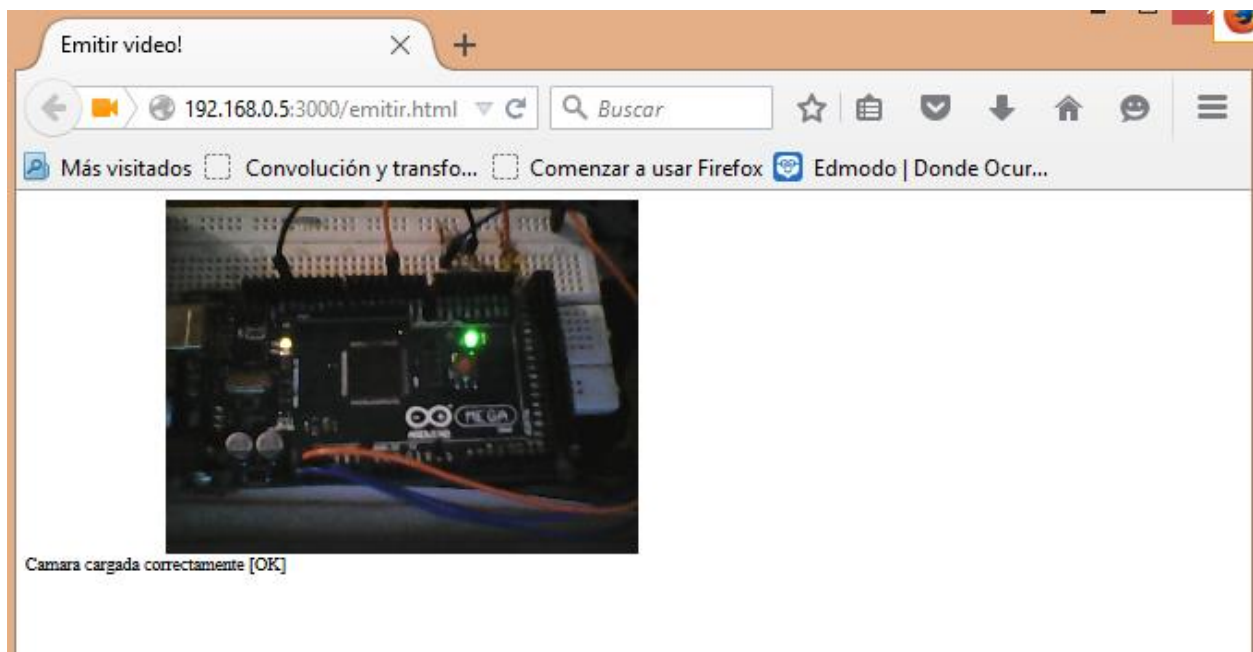 Emitir video!
192.168.0.5:3000/emitir.html
Buscar
Más visitados Convolución y transfo... Comenzar a usar Firefox Edmodo | Donde Ocur...
MEGA
ARDUINO
Camara cargada correctamente [OK]